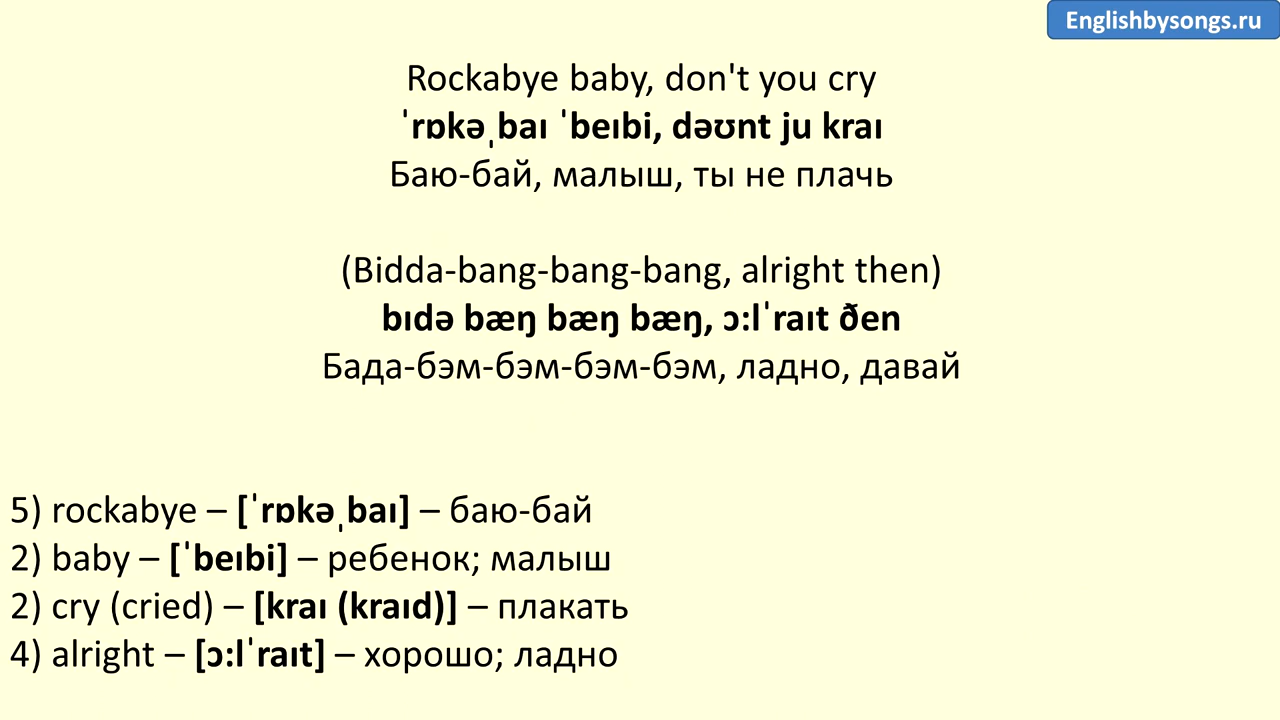 Englishbysongs.ru
Rockabye baby, don't you cry
ˈrɒkəˌbaɪ ˈbeɪbi, dəʊnt ju kraɪ
Баю-бай, малыш, ты не плачь
(Bidda-bang-bang-bang, alright then)
bɪdə bæŋ bæŋ bæŋ, ɔ:lˈraɪt ðen
Бада-бэм-бэм-бэм-бэм, ладно, давай
5) rockabye – [ˈrɒkəˌbaɪ] – баю-бай
2) baby – [ˈbeɪbi] – ребенок; малыш
2) cry (cried) – [kraɪ (kraɪd)] – плакать
4) alright – [ɔ:lˈraɪt] – хорошо; ладно